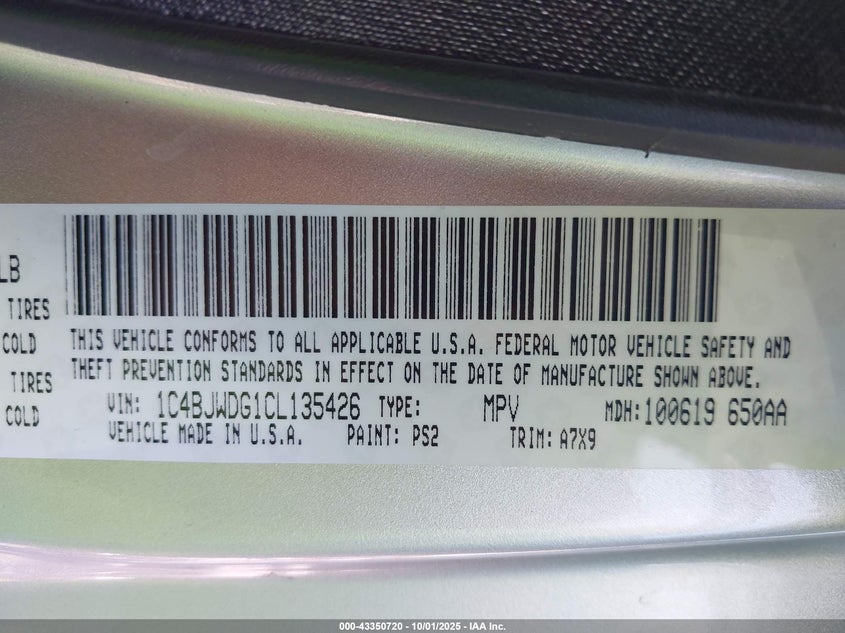 LB
TIRES
COLD
TIRES
COLD
THIS VEHICLE CONFORMS TO ALL APPLICABLE U.S.A. FEDERAL MOTOR VEHICLE SAFETY AND
THEFT PREVENTION STANDARDS IN EFFECT ON THE DATE OF MANUFACTURE SHOWN ABOVE.
VIN: 1C4BJWDG1CL135426 TYPE: MPV MDH:100619 650AA
VEHICLE MADE IN U.S.A. PAINT: PS2 TRIM: A7X9
000-43350720 - 10/01/2025 - IAA Inc.